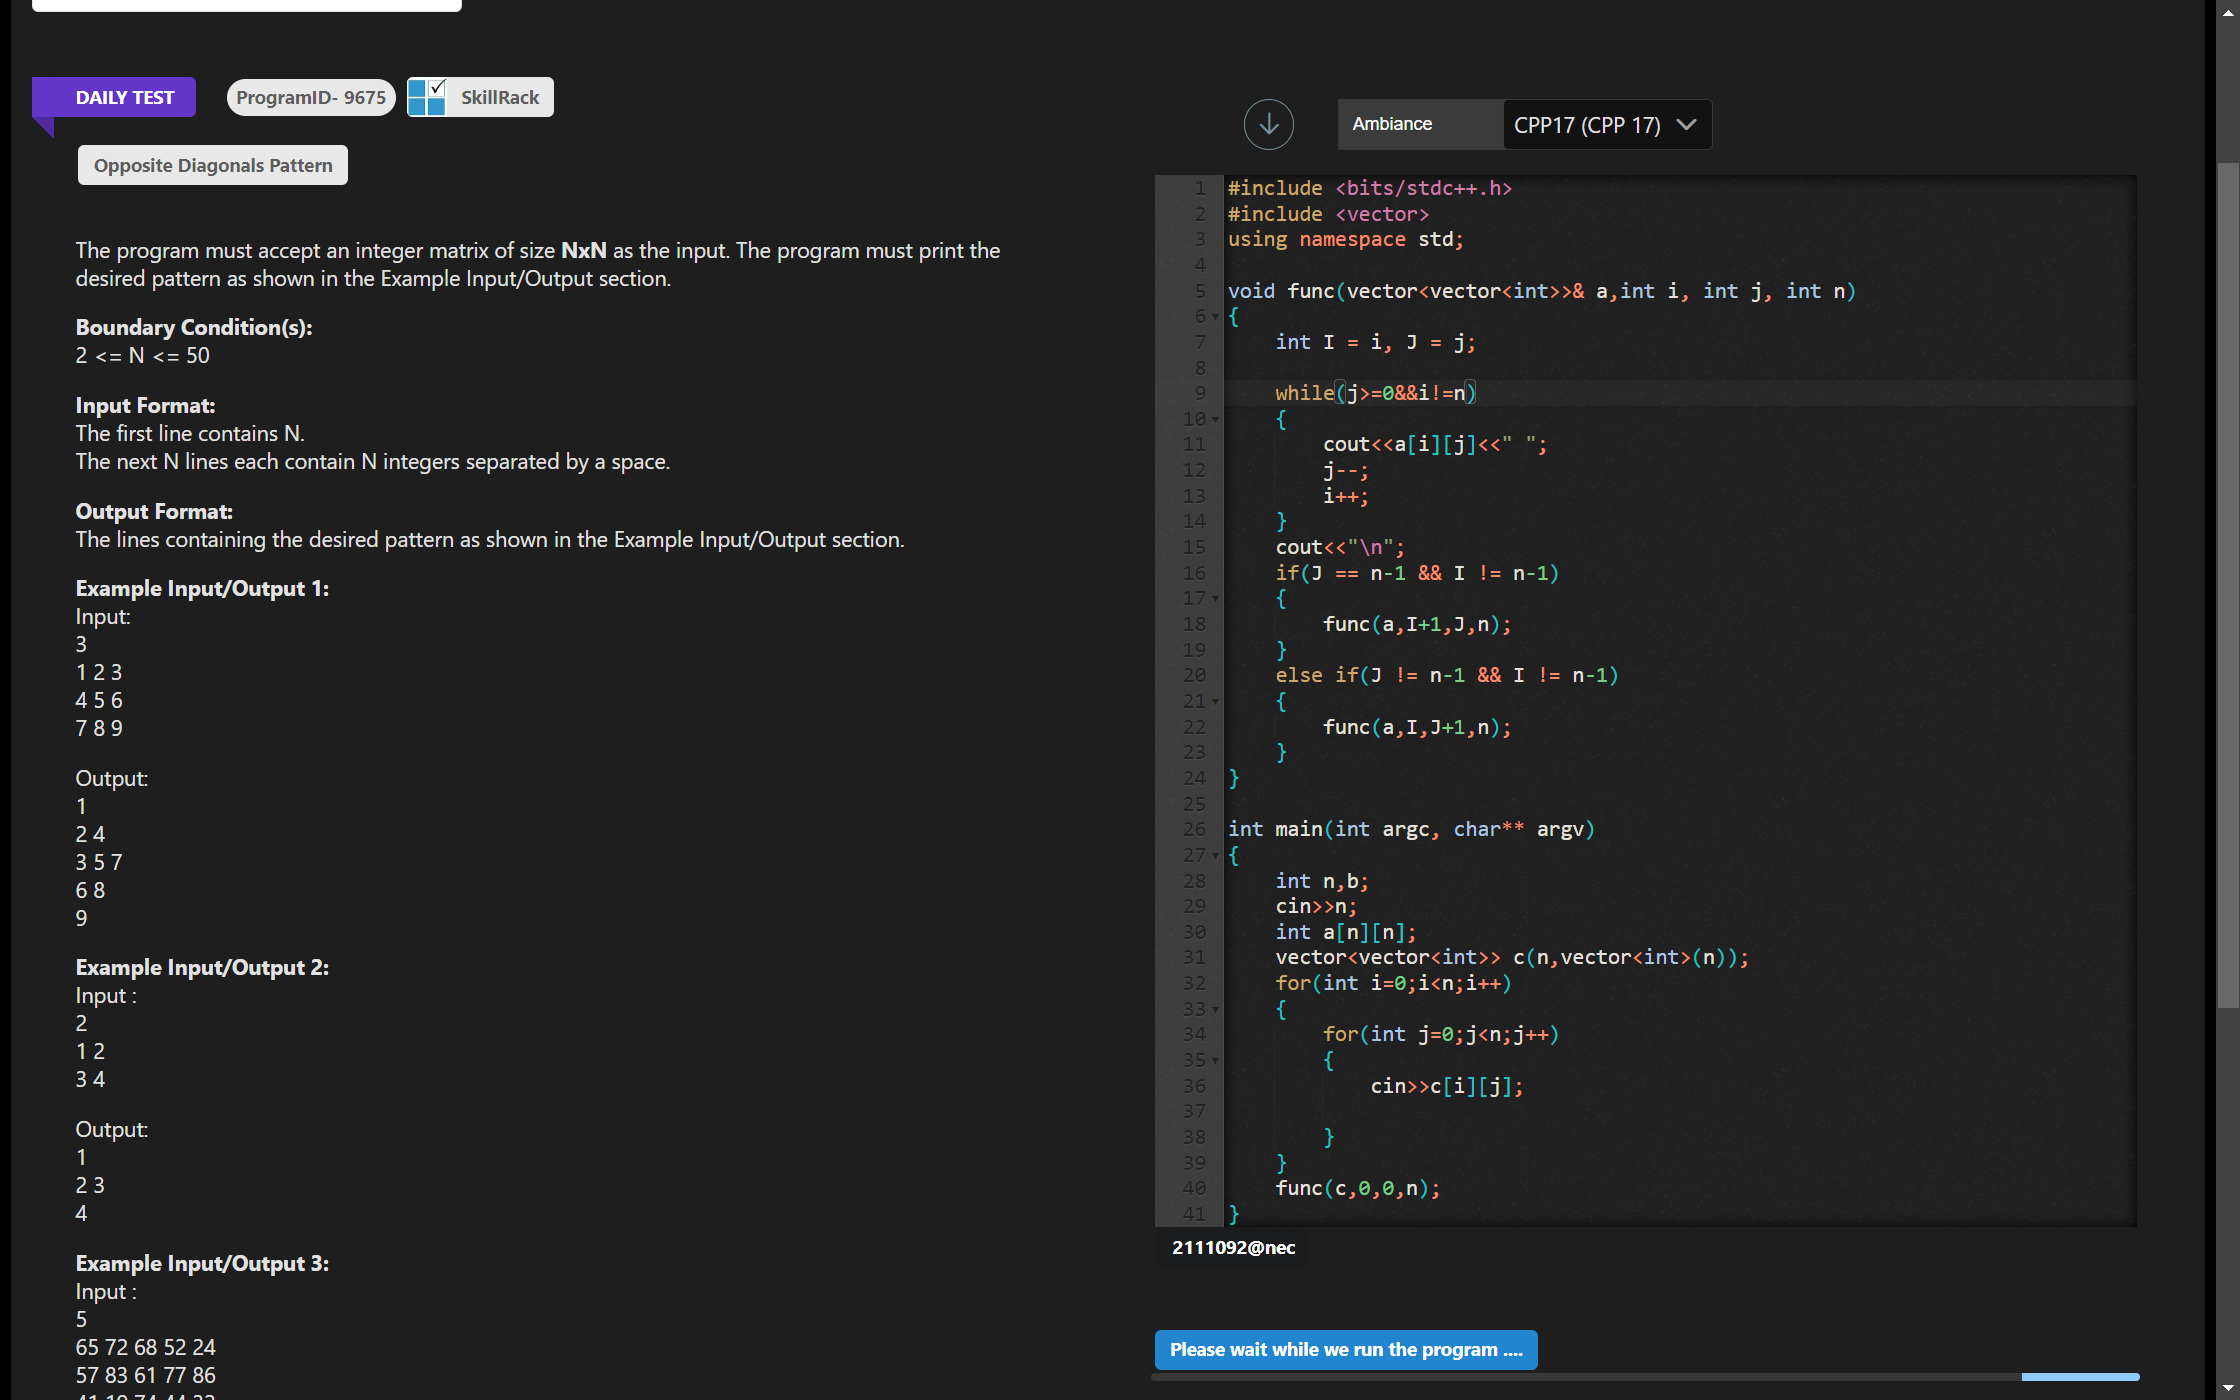 DAILY TEST
ProgramID- 9675
SkillRack
Opposite Diagonals Pattern
The program must accept an integer matrix of size NxN as the input. The program must print the
desired pattern as shown in the Example Input/Output section.
Boundary Condition(s):
2 <= N <= 50
Input Format:
The first line contains N.
The next N lines each contain N integers separated by a space.
Output Format:
The lines containing the desired pattern as shown in the Example Input/Output section.
Example Input/Output 1:
Input:
3
1 2 3
4 5 6
7 8 9
Output:
1
2 4
3 5 7
6 8
9
Example Input/Output 2:
Input :
2
1 2
3 4
Output:
1
2 3
4
Example Input/Output 3:
Input :
5
65 72 68 52 24
57 83 61 77 86
Ambiance
CPP17 (CPP 17)
1 #include <bits/stdc++.h>
2 #include <vector>
3 using namespace std;
4
5 void func(vector<vector<int>>& a,int i, int j, int n)
6 {
7     int I = i, J = j;
8
9     while(j>=0&&i!=n)
10     {
11         cout<<a[i][j]<<" ";
12         j--;
13         i++;
14     }
15     cout<<"\n";
16     if(J == n-1 && I != n-1)
17     {
18         func(a,I+1,J,n);
19     }
20     else if(J != n-1 && I != n-1)
21     {
22         func(a,I,J+1,n);
23     }
24 }
25
26 int main(int argc, char** argv)
27 {
28     int n,b;
29     cin>>n;
30     int a[n][n];
31     vector<vector<int>> c(n,vector<int>(n));
32     for(int i=0;i<n;i++)
33     {
34         for(int j=0;j<n;j++)
35         {
36             cin>>c[i][j];
37
38         }
39     }
40     func(c,0,0,n);
41 }
2111092@nec
Please wait while we run the program ....